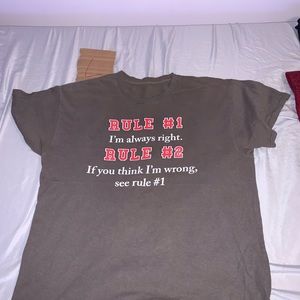 RULE #1
I'm always right.
RULE #2
If you think I'm wrong,
see rule #1